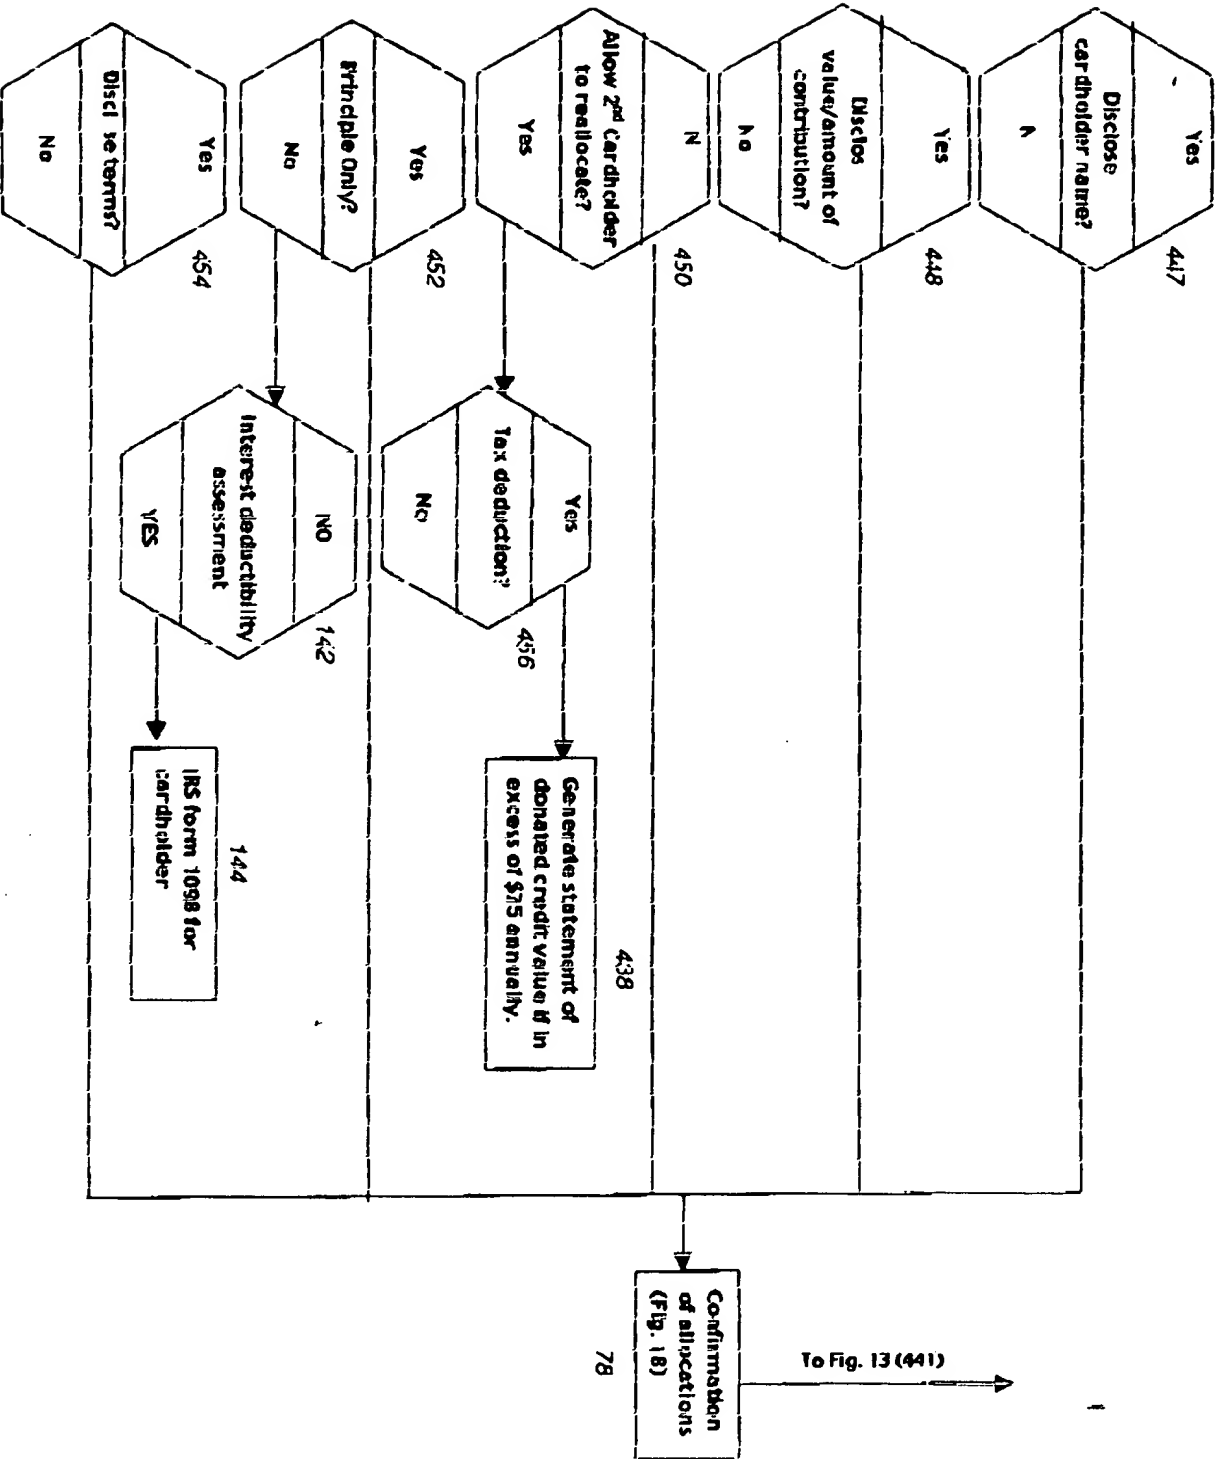 Yes
Disclose
cardholder name?
447
Yes
Disclos
value/amount of
contribution?
No
448
N
Allow 2nd Cardholder
to reallocate?
Yes
450
Yes
Principle Only?
No
452
Yes
Discl se terms?
No
454
Yes
Tax deduction?
No
456
NO
Interest deductibility
assessment
YES
142
Generate statement of
donated credit value if in
excess of $75 annually.
438
IRS form 1098 for
cardholder
144
Confirmation
of allocations
(Fig. 18)
78
To Fig. 13 (441)